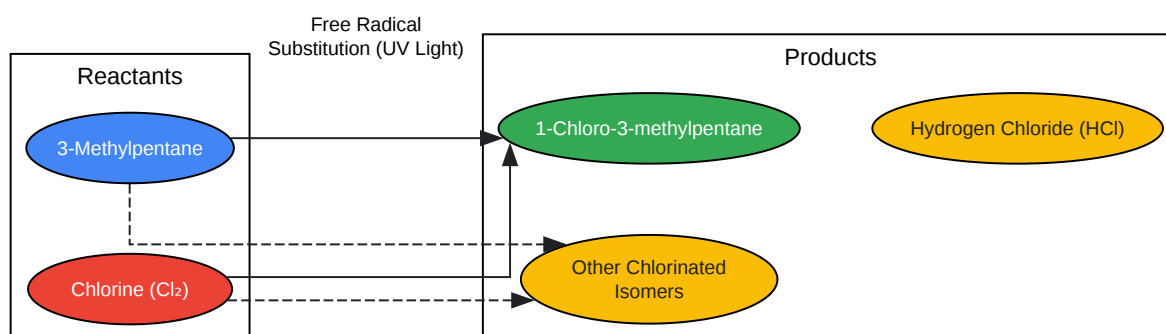 Free Radical
Substitution (UV Light)
Reactants
Products
3-Methylpentane
1-Chloro-3-methylpentane
Hydrogen Chloride (HCl)
Chlorine (Cl₂)
Other Chlorinated
Isomers